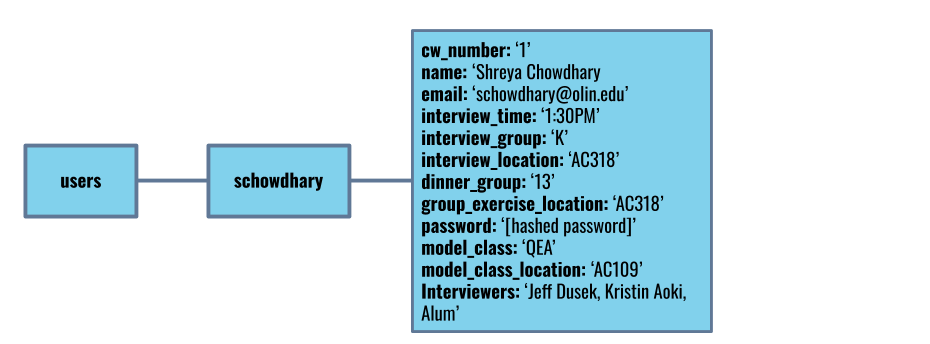 users
schowdhary
cw_number: ‘1’
name: ‘Shreya Chowdhary
email: ‘schowdhary@olin.edu’
interview_time: ‘1:30PM’
interview_group: ‘K’
interview_location: ‘AC318’
dinner_group: ‘13’
group_exercise_location: ‘AC318’
password: ‘[hashed password]’
model_class: ‘QEA’
model_class_location: ‘AC109’
Interviewers: ‘Jeff Dusek, Kristin Aoki,
Alum’